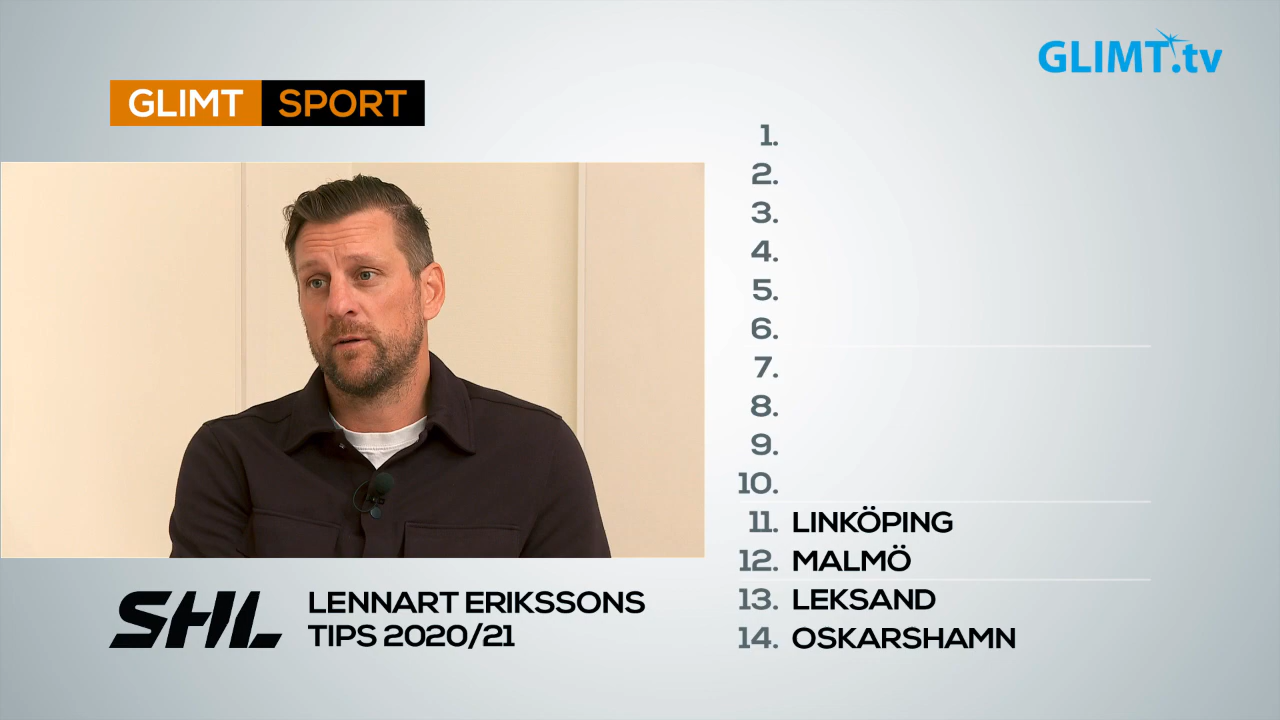 GLIMT.tv
GLIMT SPORT
1.
2.
3.
4.
5.
6.
7.
8.
9.
10.
11. LINKÖPING
12. MALMÖ
13. LEKSAND
14. OSKARSHAMN
SHL
LENNART ERIKSSONS
TIPS 2020/21